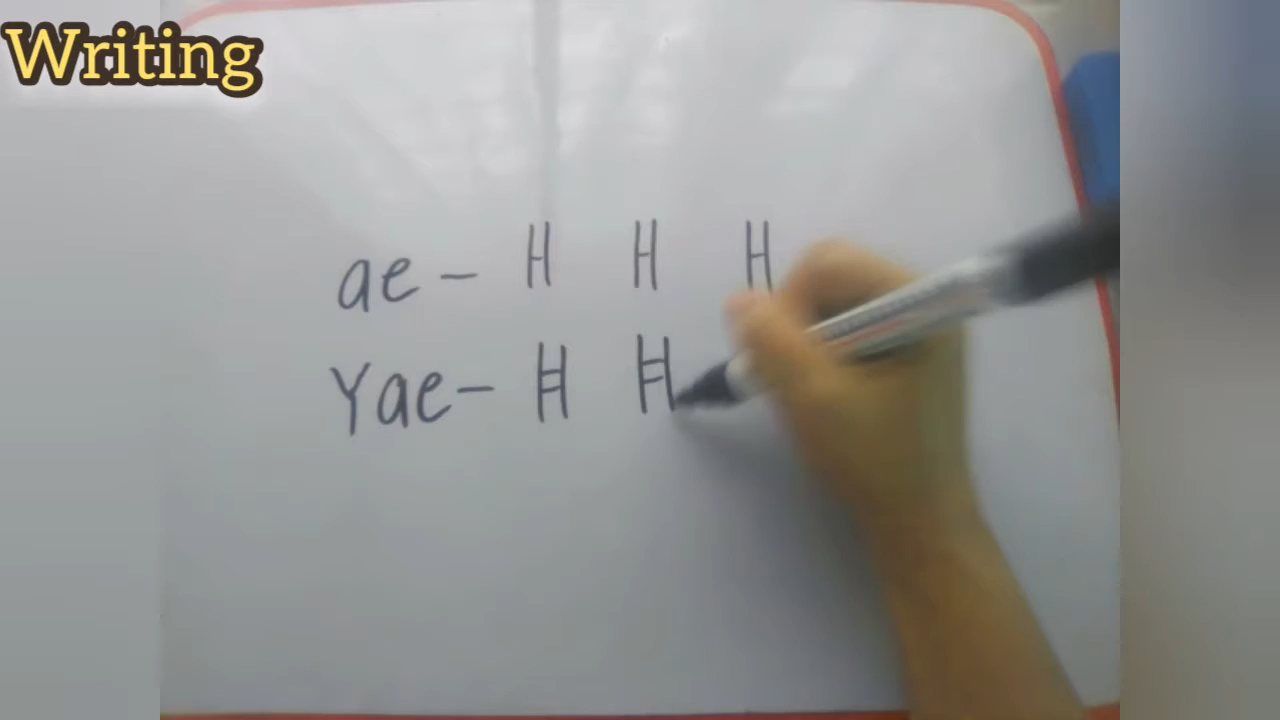 Writing
ae - ㅐ ㅐ ㅐ
Yae - ㅒ ㅒ